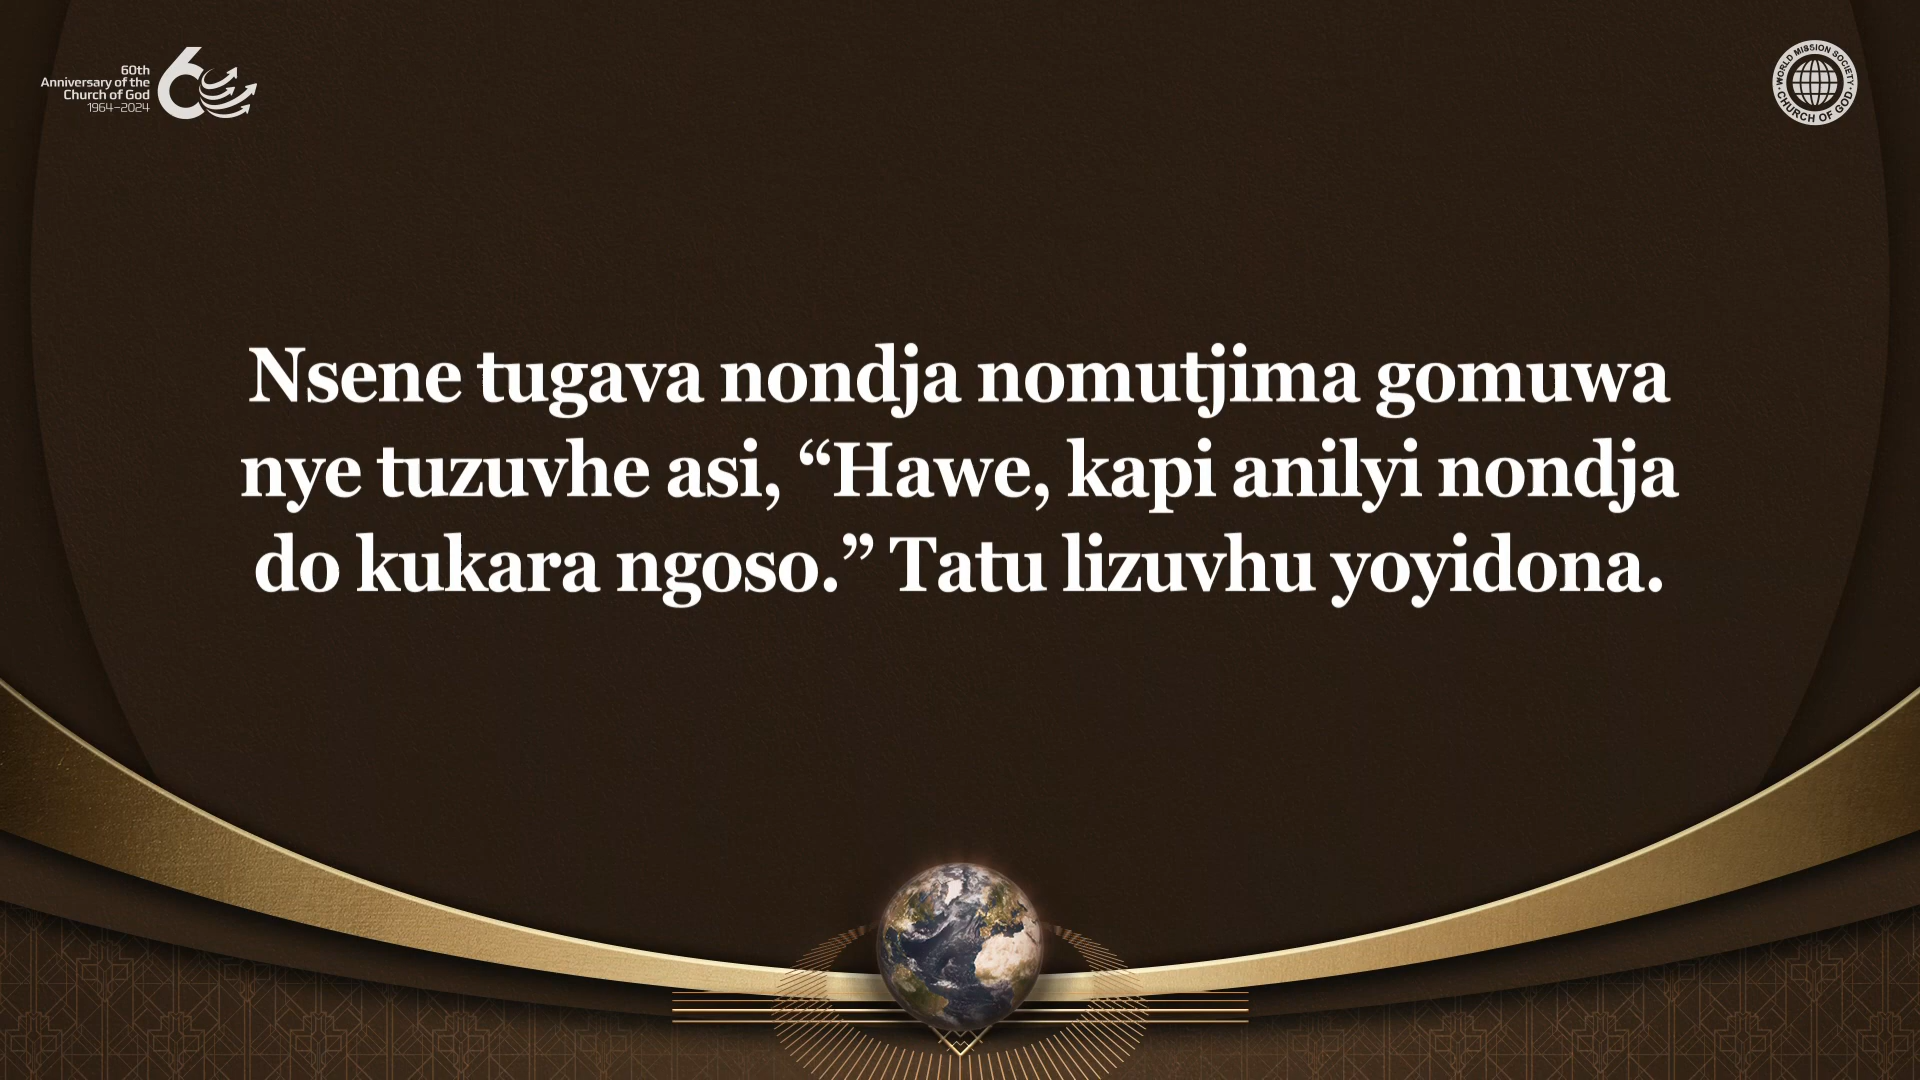 60th
Anniversary of the
Church of God
1964–2024
WORLD MISSION SOCIETY
CHURCH OF GOD
Nsene tugava nondja nomutjima gomuwa
nye tuzuvhe asi, “Hawe, kapi anilyi nondja
do kukara ngoso.” Tatu lizuvhu yoyidona.